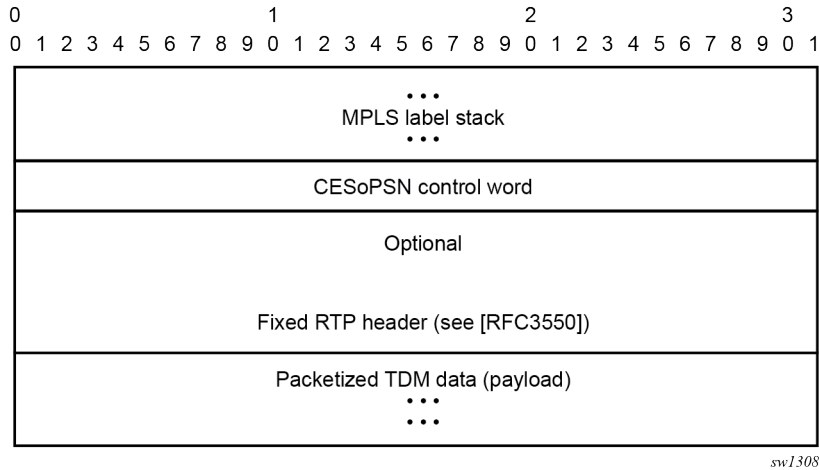 0 1 2 3
0 1 2 3 4 5 6 7 8 9 0 1 2 3 4 5 6 7 8 9 0 1 2 3 4 5 6 7 8 9 0 1
•••
MPLS label stack
•••
CESoPSN control word
Optional
Fixed RTP header (see [RFC3550])
Packetized TDM data (payload)
•••
•••
sw1308